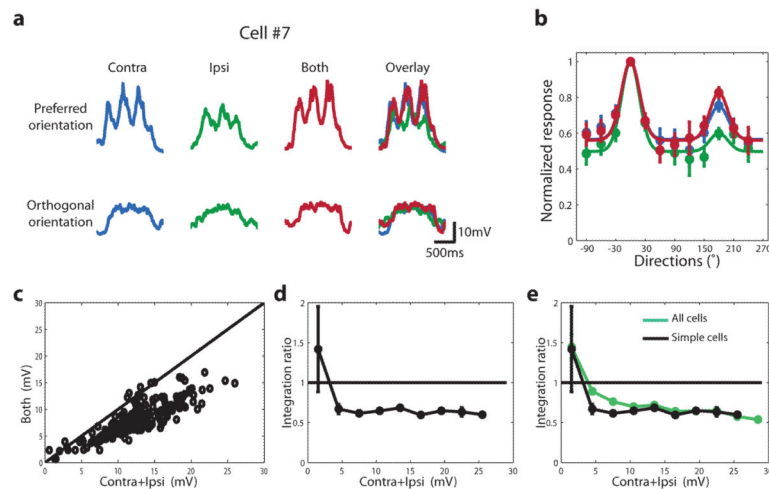 a
Cell #7
Contra Ipsi Both Overlay
Preferred
orientation
Orthogonal
orientation
10mV
500ms
b
Normalized response
1
0.8
0.6
0.4
0.2
0
-90 -30 30 90 150 210 270
Directions (°)
c
Both (mV)
30
25
20
15
10
5
0
0 5 10 15 20 25 30
Contra+Ipsi (mV)
d
Integration ratio
2
1.5
1
0.5
0
0 5 10 15 20 25 30
Contra+Ipsi (mV)
e
Integration ratio
2
1.5
1
0.5
0
All cells
Simple cells
0 5 10 15 20 25 30
Contra+Ipsi (mV)